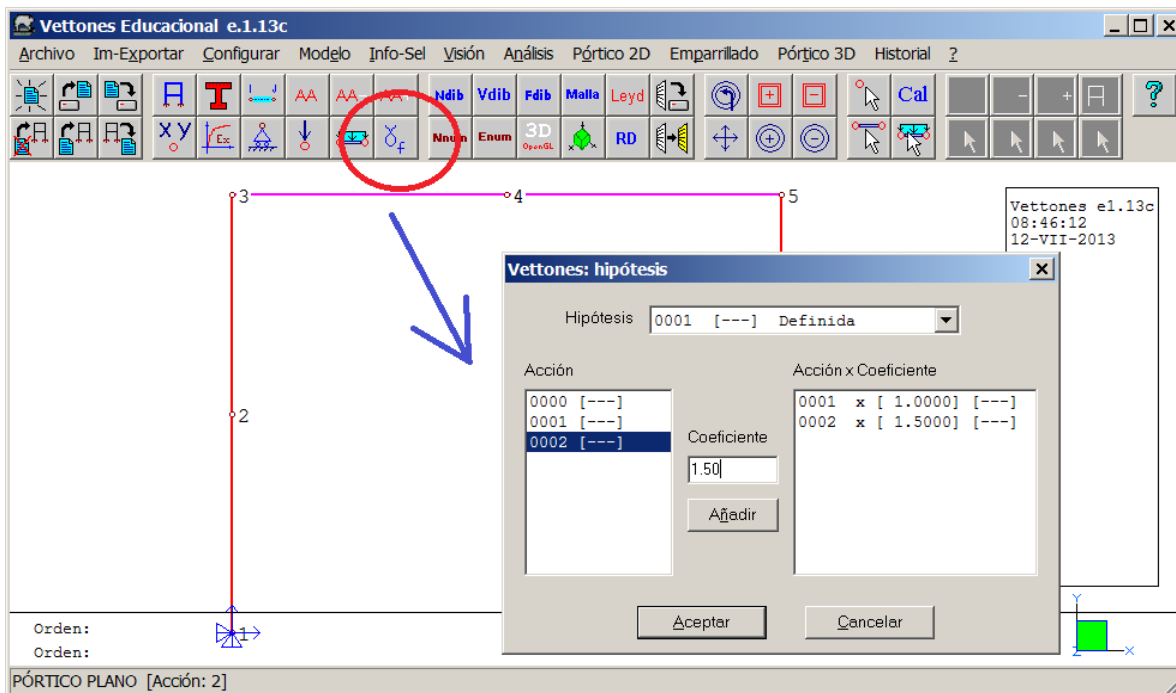 Vettones Educacional e.1.13c
Archivo Im-Exportar Configurar Modelo Info-Sel Visión Análisis Pórtico 2D Emparrillado Pórtico 3D Historial ?
AA AA AA Ndib Vdib Fdib Malla Leyd Cal
X Y Ex γf Nnum Enum 3D OpenGL RD
3 4 5
Vettones e1.13c
08:46:12
12-VII-2013
Vettones: hipótesis
Hipótesis 0001 [---] Definida
Acción Acción x Coeficiente
0000 [---] 0001 x [ 1.0000] [---]
0001 [---] 0002 x [ 1.5000] [---]
0002 [---]
2
Coeficiente
1.50
Añadir
Aceptar Cancelar
Orden: 1
Orden:
Y
Z X
PÓRTICO PLANO [Acción: 2]